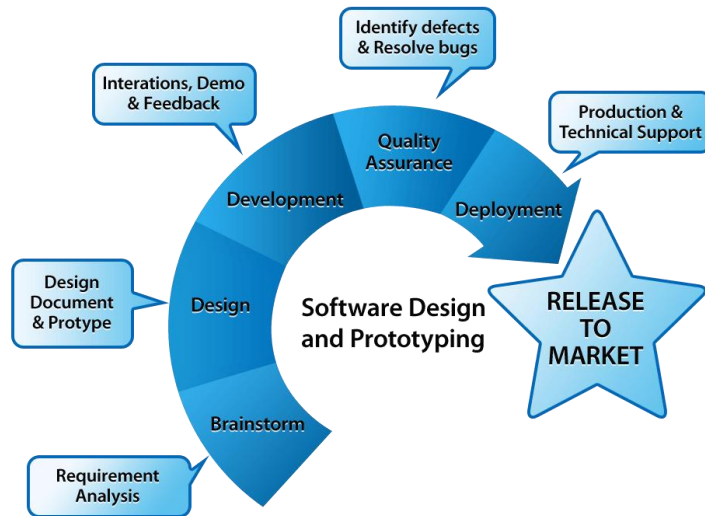 Identify defects
& Resolve bugs
Interations, Demo
& Feedback
Production &
Technical Support
Quality
Assurance
Development
Deployment
Design
Document
& Protype
Design
Software Design
and Prototyping
RELEASE
TO
MARKET
Brainstorm
Requirement
Analysis